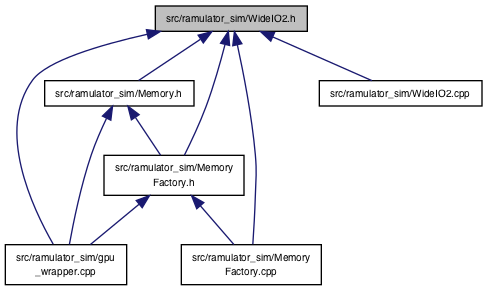 src/ramulator_sim/WideIO2.h
src/ramulator_sim/Memory.h
src/ramulator_sim/WideIO2.cpp
src/ramulator_sim/Memory
Factory.h
src/ramulator_sim/gpu
_wrapper.cpp
src/ramulator_sim/Memory
Factory.cpp